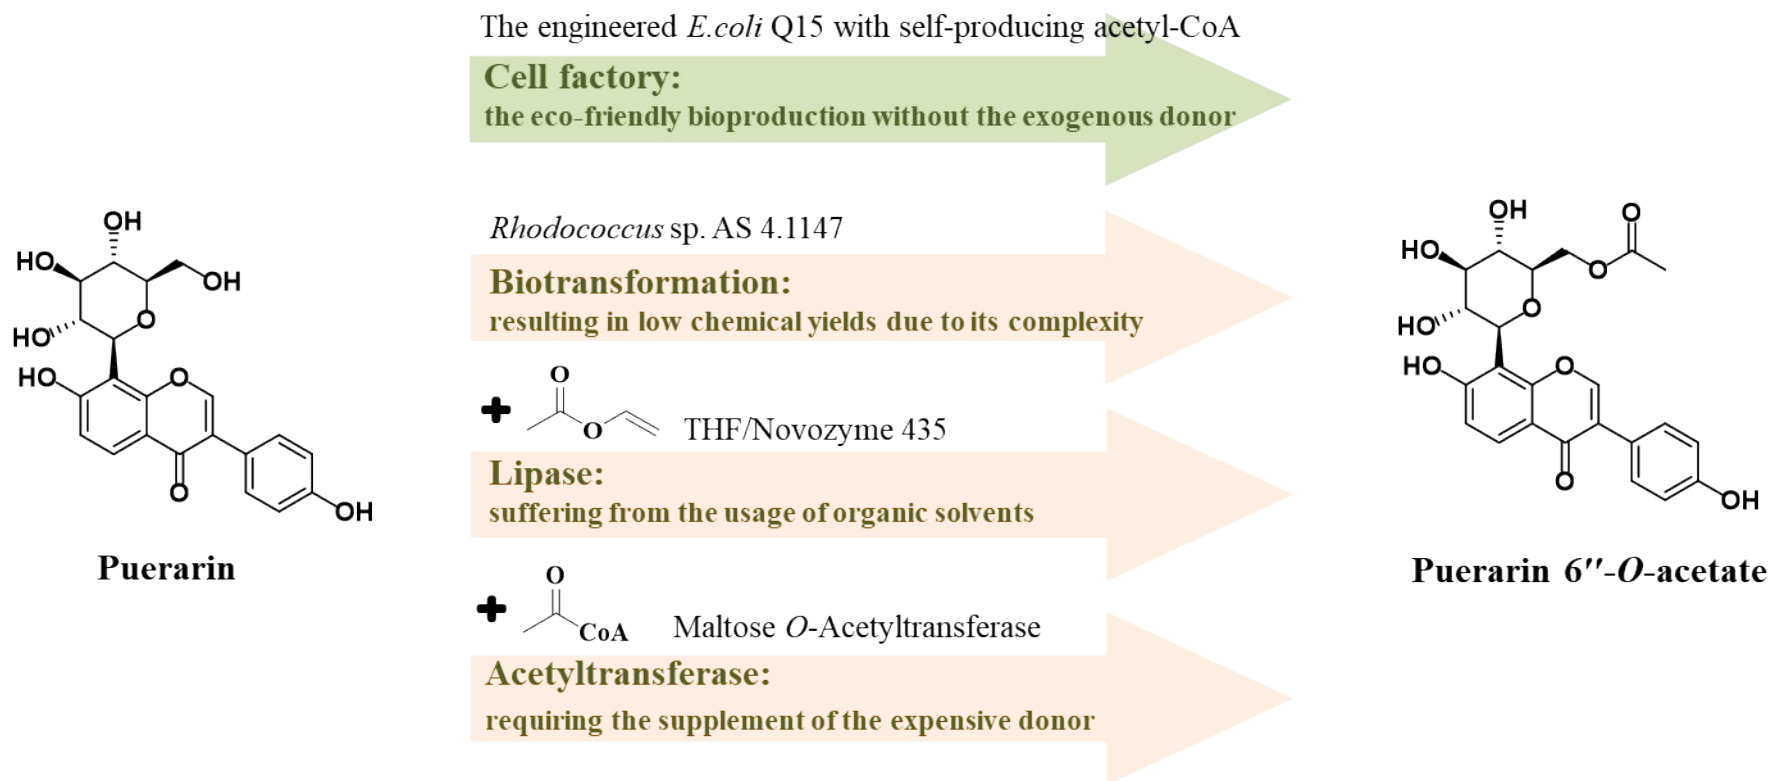 The engineered E.coli Q15 with self-producing acetyl-CoA
Cell factory:
the eco-friendly bioproduction without the exogenous donor
Rhodococcus sp. AS 4.1147
Biotransformation:
resulting in low chemical yields due to its complexity
O
O
THF/Novozyme 435
Lipase:
suffering from the usage of organic solvents
O
CoA
Maltose O-Acetyltransferase
Acetyltransferase:
requiring the supplement of the expensive donor
OH
HO
OH
O
HO
HO
O
O
OH
Puerarin
OH
O
HO
O
O
HO
HO
O
O
OH
Puerarin 6″-O-acetate